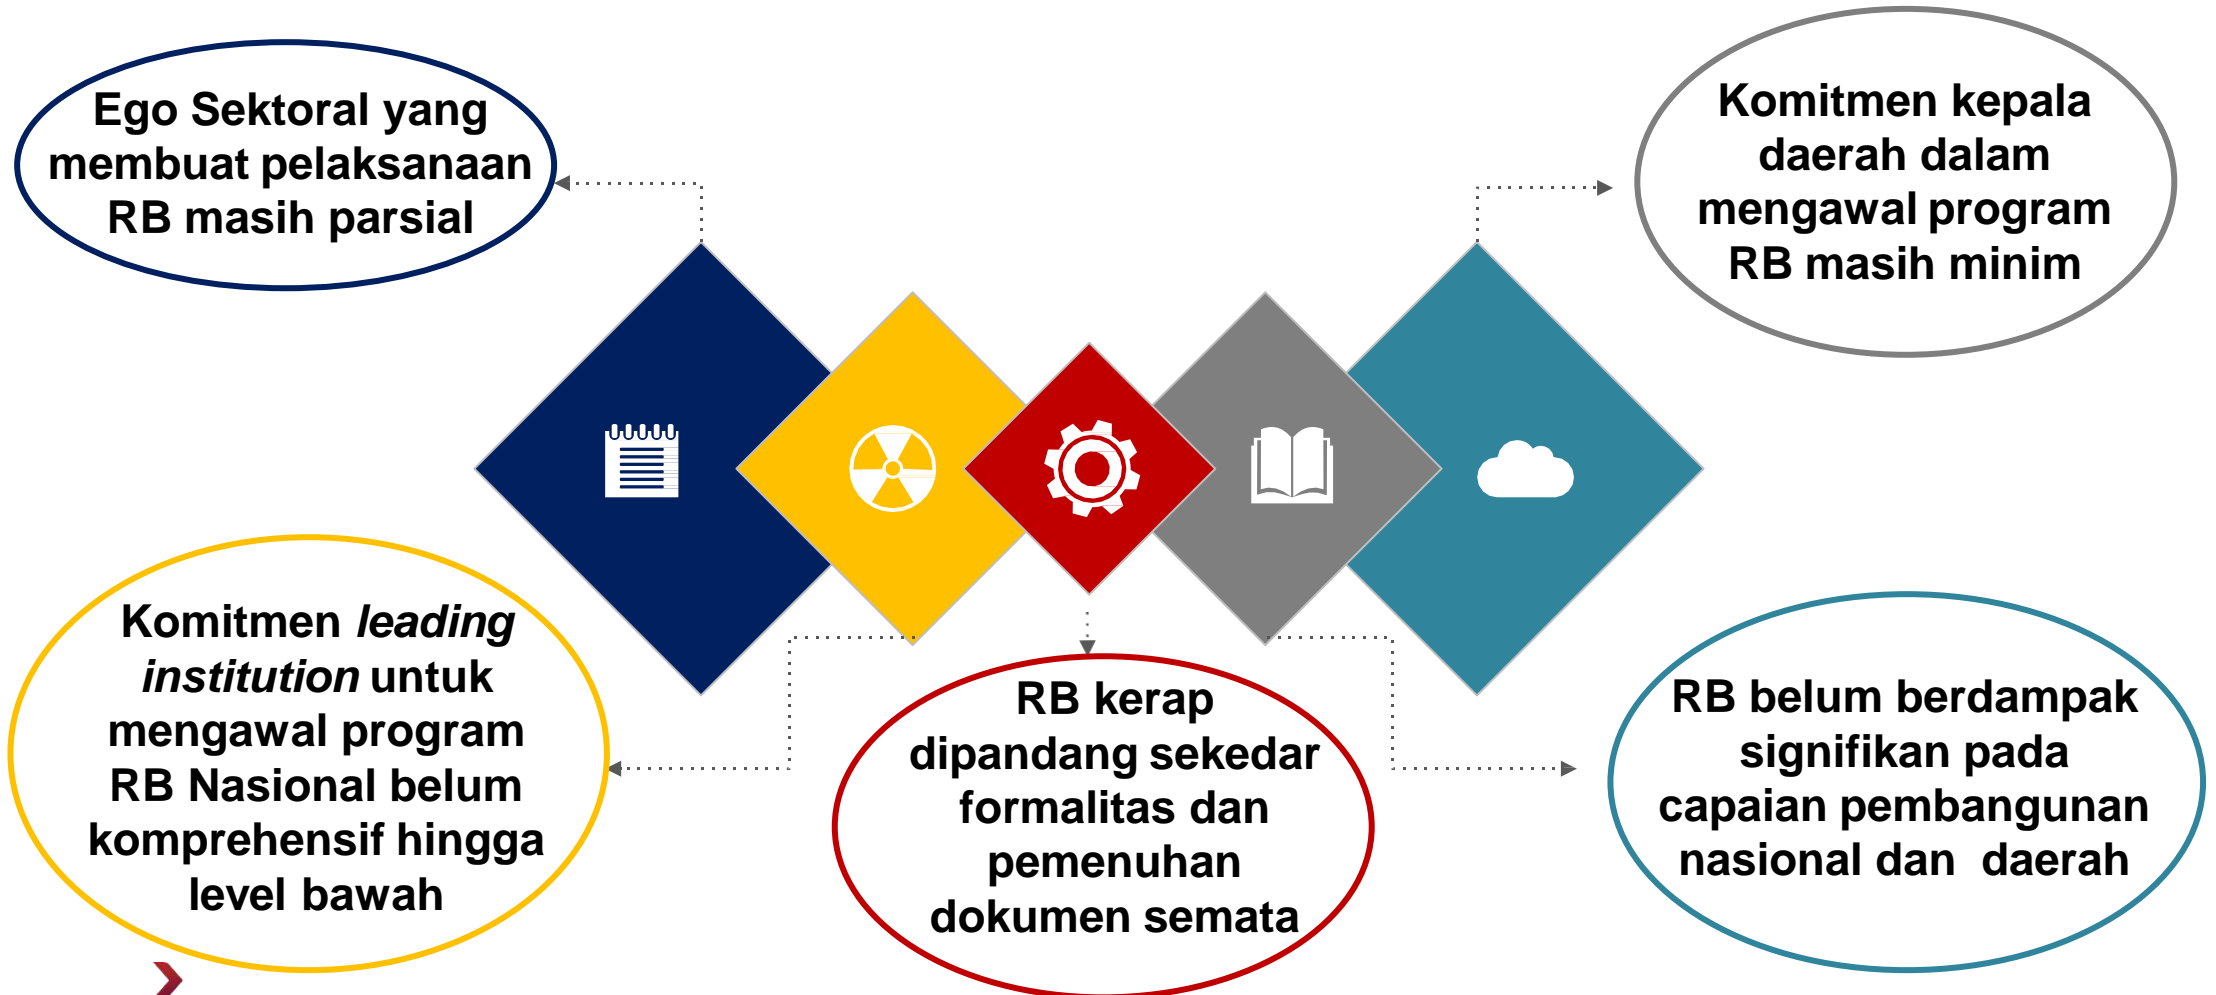 Ego Sektoral yang
membuat pelaksanaan
RB masih parsial
Komitmen kepala
daerah dalam
mengawal program
RB masih minim
Komitmen leading
institution untuk
mengawal program
RB Nasional belum
komprehensif hingga
level bawah
RB kerap
dipandang sekedar
formalitas dan
pemenuhan
dokumen semata
RB belum berdampak
signifikan pada
capaian pembangunan
nasional dan daerah